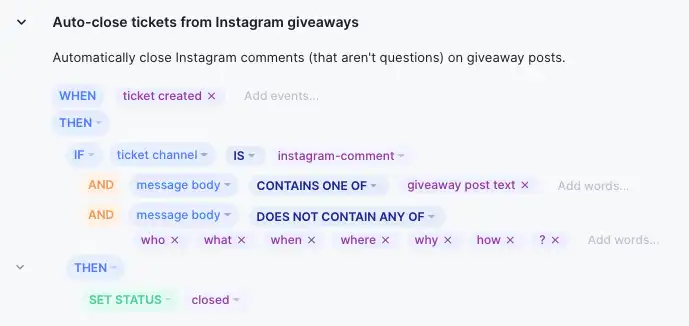 Auto-close tickets from Instagram giveaways
Automatically close Instagram comments (that aren't questions) on giveaway posts.
WHEN ticket created × Add events...
THEN
IF ticket channel IS instagram-comment
AND message body CONTAINS ONE OF giveaway post text × Add words...
AND message body DOES NOT CONTAIN ANY OF
who × what × when × where × why × how × ? × Add words...
THEN
SET STATUS closed